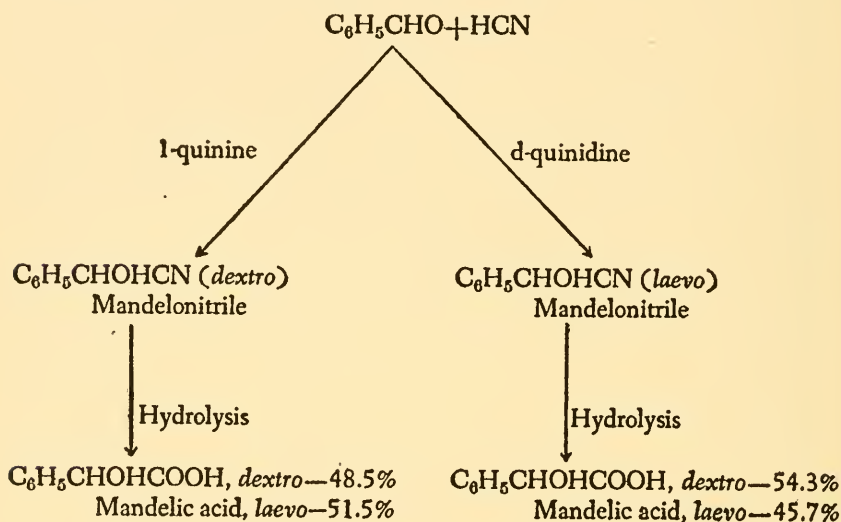 C₆H₅CHO+HCN
l-quinine
d-quinidine
C₆H₅CHOHCN (dextro)
Mandelonitrile
C₆H₅CHOHCN (laevo)
Mandelonitrile
Hydrolysis
Hydrolysis
C₆H₅CHOHCOOH, dextro—48.5%
Mandelic acid, laevo—51.5%
C₆H₅CHOHCOOH, dextro—54.3%
Mandelic acid, laevo—45.7%